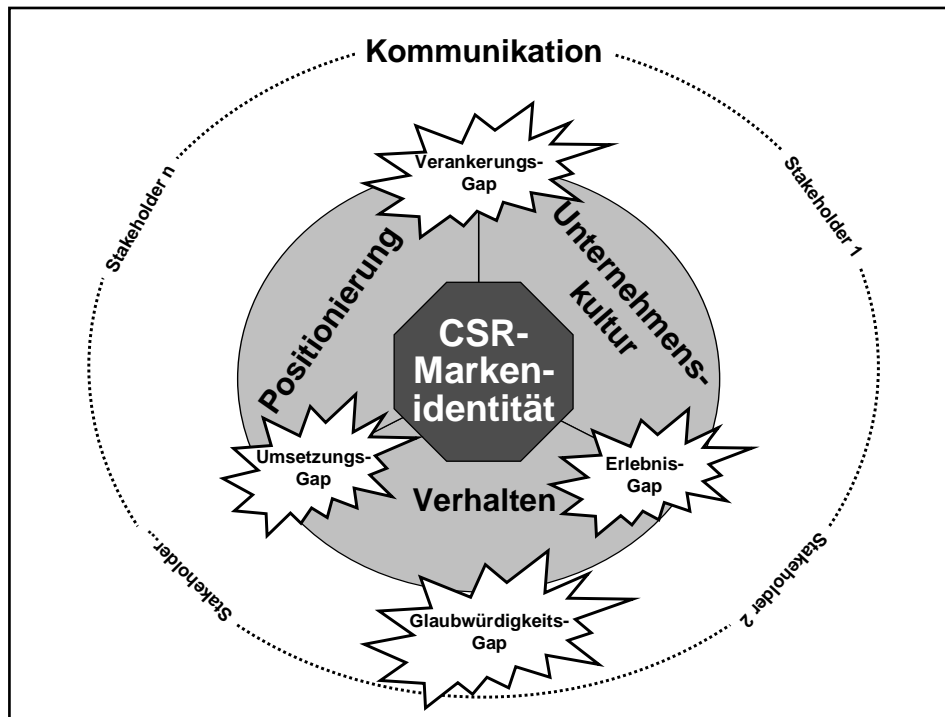 Kommunikation
Verankerungs-
Gap
Stakeholder n
Stakeholder 1
Positionierung
Unternehmens-
kultur
CSR-
Marken-
identität
Umsetzungs-
Gap
Erlebnis-
Gap
Verhalten
Stakeholder
Stakeholder 2
Glaubwürdigkeits-
Gap